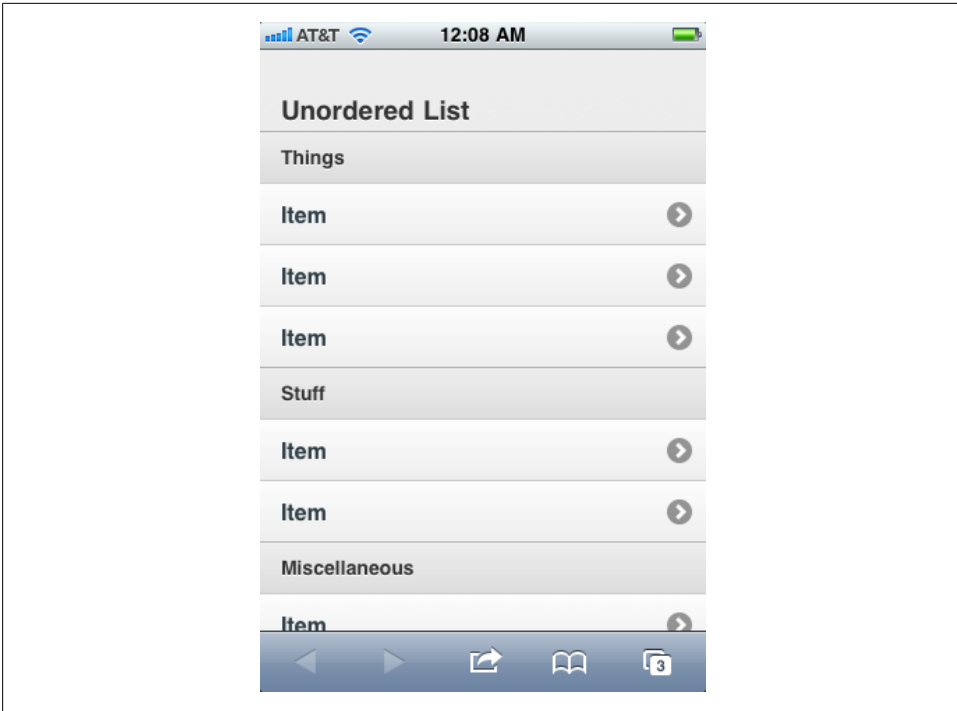 AT&T 12:08 AM
Unordered List
Things
Item
Item
Item
Stuff
Item
Item
Miscellaneous
Item
3